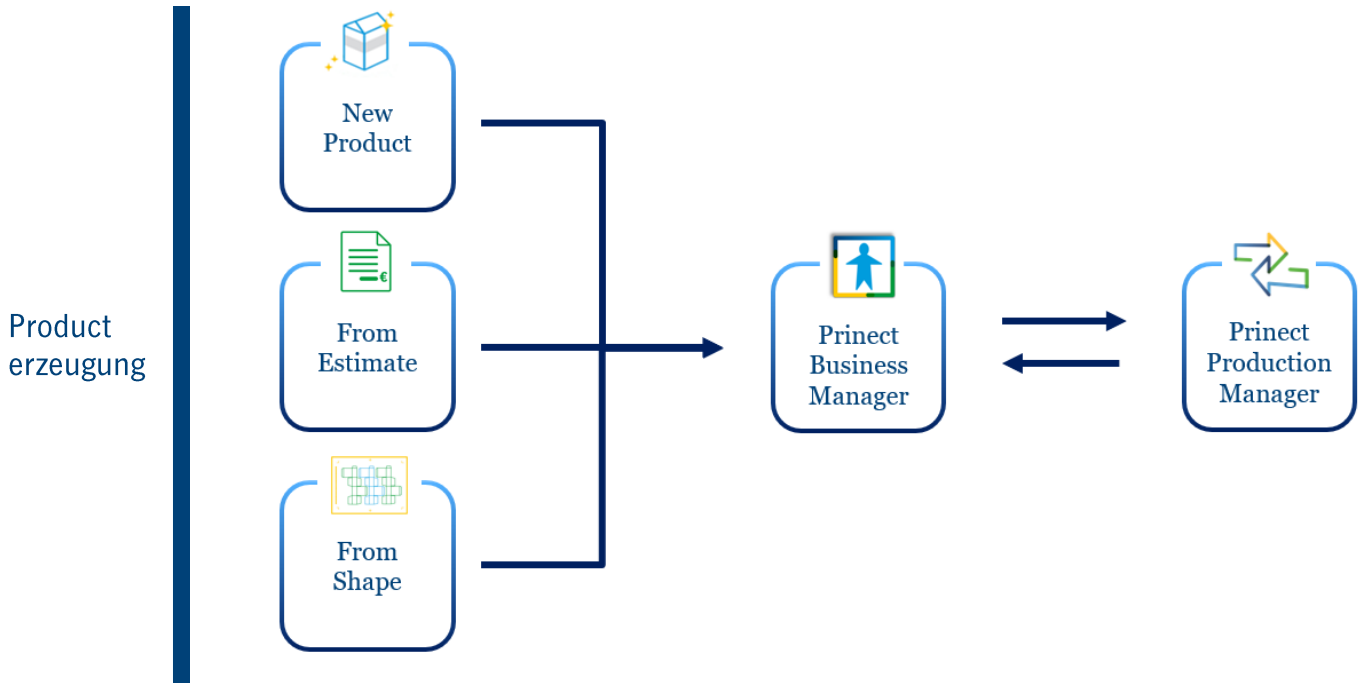 Product
erzeugung
New
Product
€
From
Estimate
From
Shape
Prinect
Business
Manager
Prinect
Production
Manager